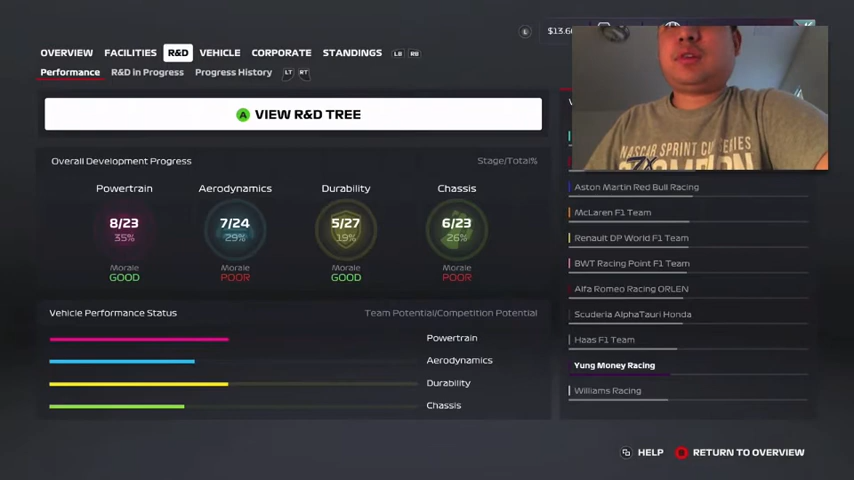 $13.6
OVERVIEW FACILITIES R&D VEHICLE CORPORATE STANDINGS LB RB
Performance R&D in Progress Progress History LT RT
A VIEW R&D TREE
Overall Development Progress Stage/Total%
Powertrain Aerodynamics Durability Chassis
8/23 7/24 5/27 6/23
35% 29% 19% 26%
Morale Morale Morale Morale
GOOD POOR GOOD POOR
Vehicle Performance Status Team Potential/Competition Potential
Powertrain
Aerodynamics
Durability
Chassis
NASCAR SPRINT CUP SERIES
Aston Martin Red Bull Racing
McLaren F1 Team
Renault DP World F1 Team
BWT Racing Point F1 Team
Alfa Romeo Racing ORLEN
Scuderia AlphaTauri Honda
Haas F1 Team
Yung Money Racing
Williams Racing
HELP RETURN TO OVERVIEW